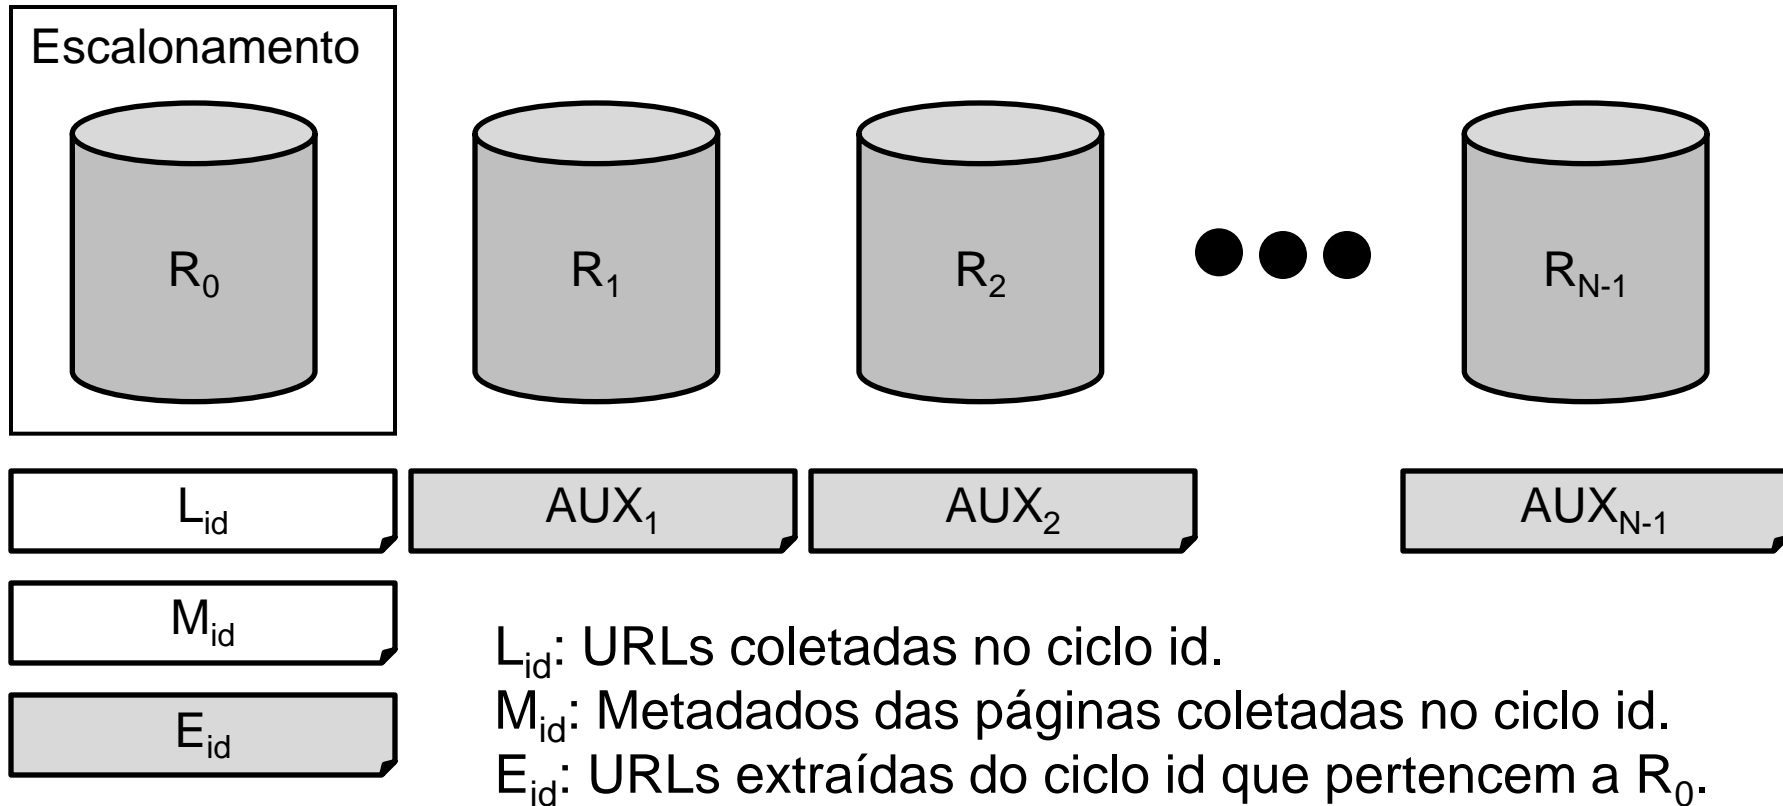 Escalonamento
R0 R1 R2 RN-1
Lid AUX1 AUX2 AUXN-1
Mid
Eid
Lid: URLs coletadas no ciclo id.
Mid: Metadados das páginas coletadas no ciclo id.
Eid: URLs extraídas do ciclo id que pertencem a R0.